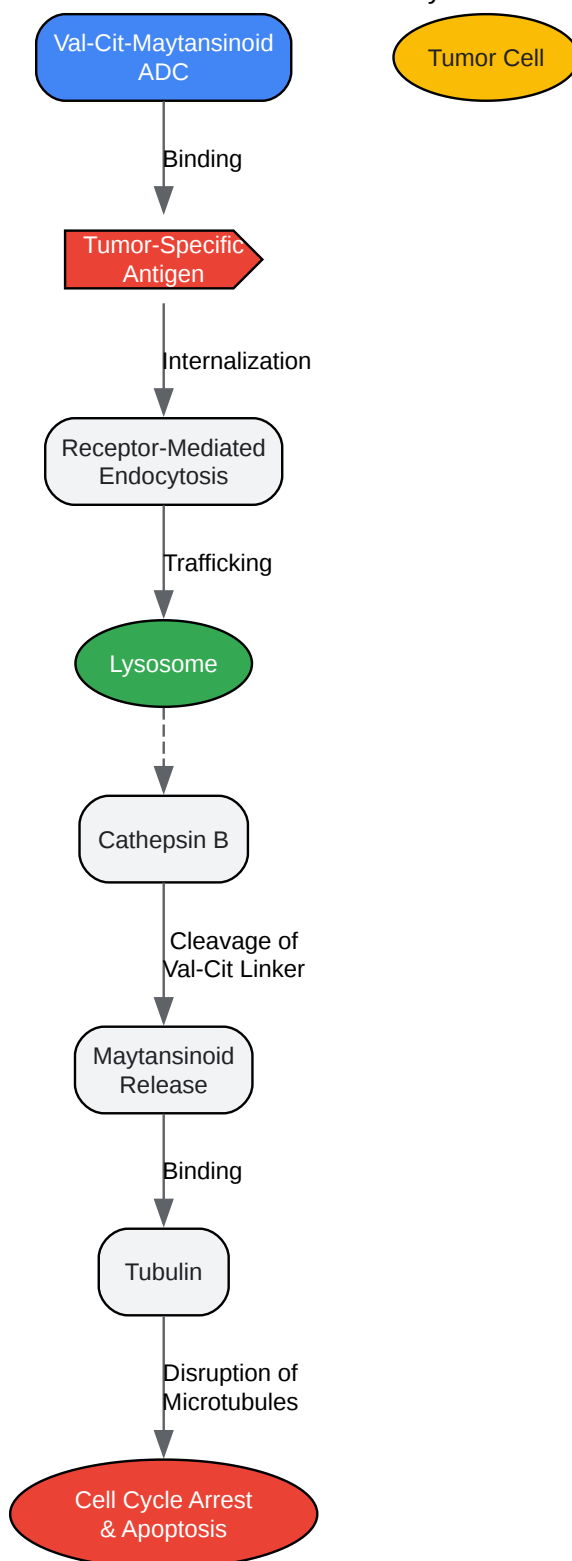 Val-Cit-Maytansinoid
ADC
Tumor Cell
Binding
Tumor-Specific
Antigen
Internalization
Receptor-Mediated
Endocytosis
Trafficking
Lysosome
Cathepsin B
Cleavage of
Val-Cit Linker
Maytansinoid
Release
Binding
Tubulin
Disruption of
Microtubules
Cell Cycle Arrest
& Apoptosis